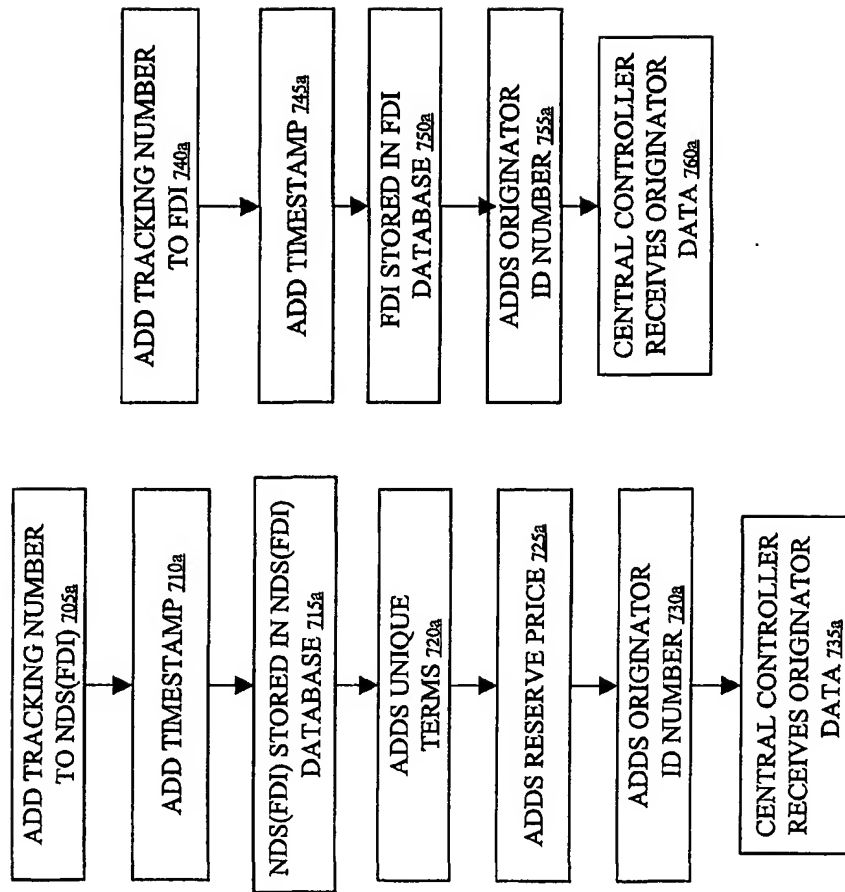 ADD TRACKING NUMBER
TO NDS(FDI) 705a
ADD TIMESTAMP 710a
NDS(FDI) STORED IN NDS(FDI)
DATABASE 715a
ADDS UNIQUE
TERMS 720a
ADDS RESERVE PRICE 725a
ADDS ORIGINATOR
ID NUMBER 730a
CENTRAL CONTROLLER
RECEIVES ORIGINATOR
DATA 735a
ADD TRACKING NUMBER
TO FDI 740a
ADD TIMESTAMP 745a
FDI STORED IN FDI
DATABASE 750a
ADDS ORIGINATOR
ID NUMBER 755a
CENTRAL CONTROLLER
RECEIVES ORIGINATOR
DATA 760a